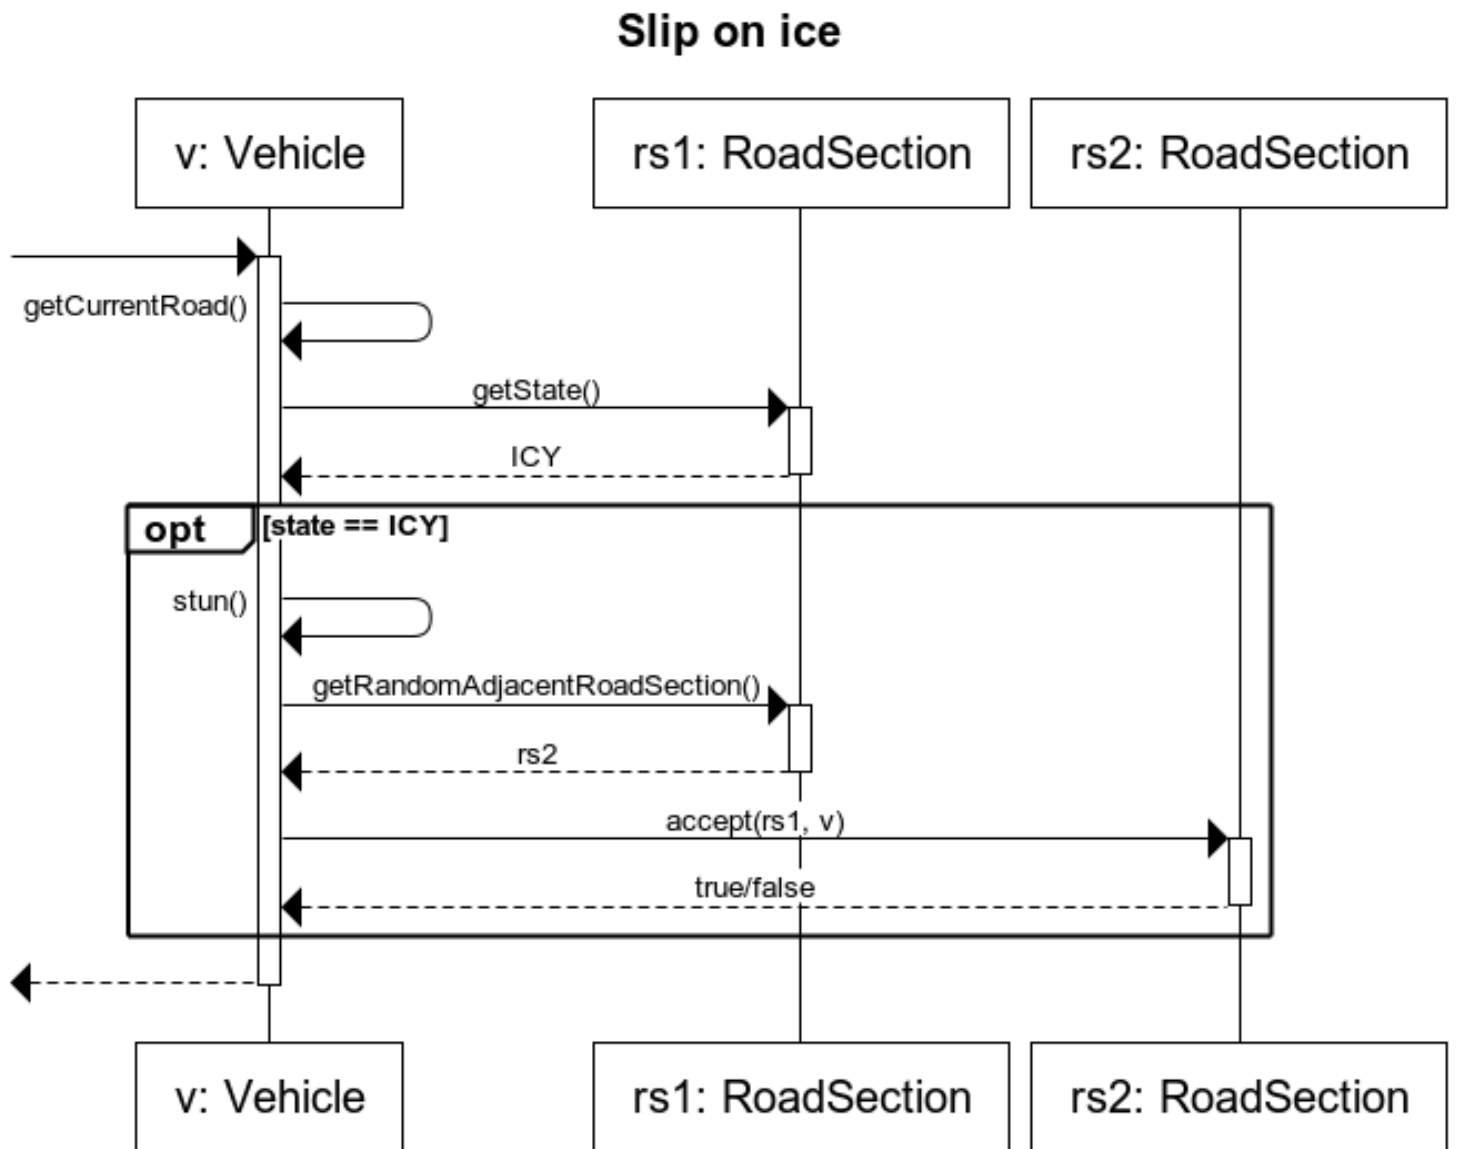 Slip on ice
v: Vehicle
rs1: RoadSection
rs2: RoadSection
getCurrentRoad()
getState()
ICY
opt
[state == ICY]
stun()
getRandomAdjacentRoadSection()
rs2
accept(rs1, v)
true/false
v: Vehicle
rs1: RoadSection
rs2: RoadSection